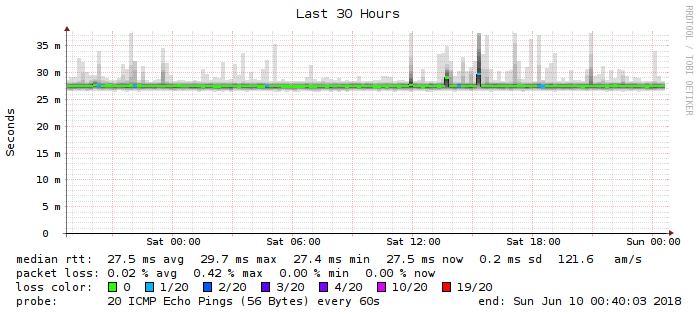 Last 30 Hours
RRDTOOL / TOBI OETIKER
Seconds
35 m
30 m
25 m
20 m
15 m
10 m
5 m
0
Sat 00:00 Sat 06:00 Sat 12:00 Sat 18:00 Sun 00:00
median rtt: 27.5 ms avg 29.7 ms max 27.4 ms min 27.5 ms now 0.2 ms sd 121.6 am/s
packet loss: 0.02 % avg 0.42 % max 0.00 % min 0.00 % now
loss color: 0 1/20 2/20 3/20 4/20 10/20 19/20
probe: 20 ICMP Echo Pings (56 Bytes) every 60s end: Sun Jun 10 00:40:03 2018